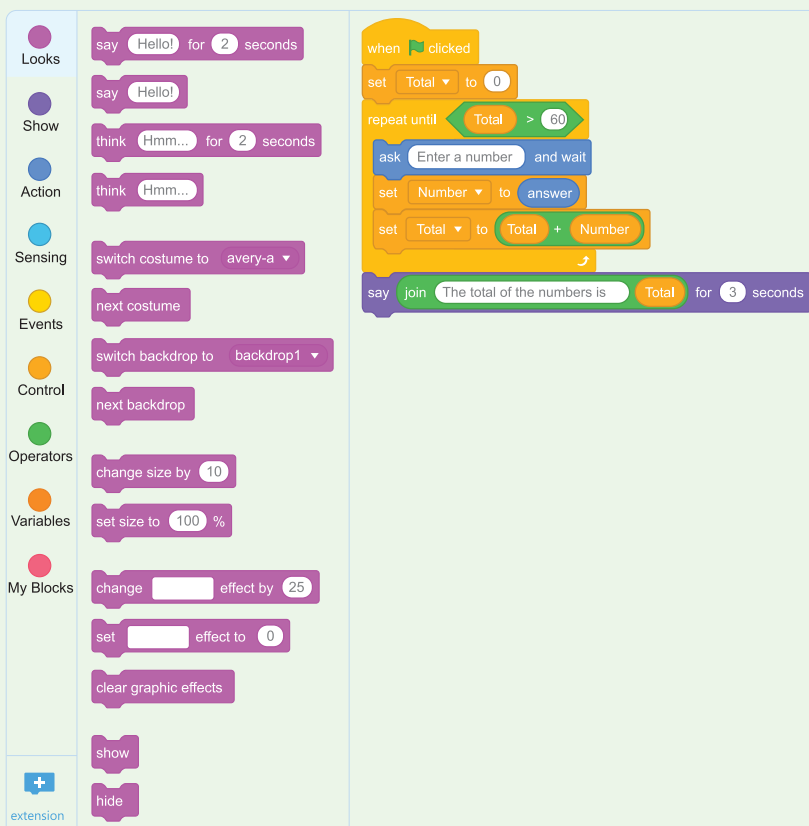 Looks
Show
Action
Sensing
Events
Control
Operators
Variables
My Blocks
extension
say Hello! for 2 seconds
say Hello!
think Hmm... for 2 seconds
think Hmm...
switch costume to avery-a
next costume
switch backdrop to backdrop1
next backdrop
change size by 10
set size to 100 %
change effect by 25
set effect to 0
clear graphic effects
show
hide
when clicked
set Total to 0
repeat until Total > 60
ask Enter a number and wait
set Number to answer
set Total to Total + Number
say join The total of the numbers is Total for 3 seconds